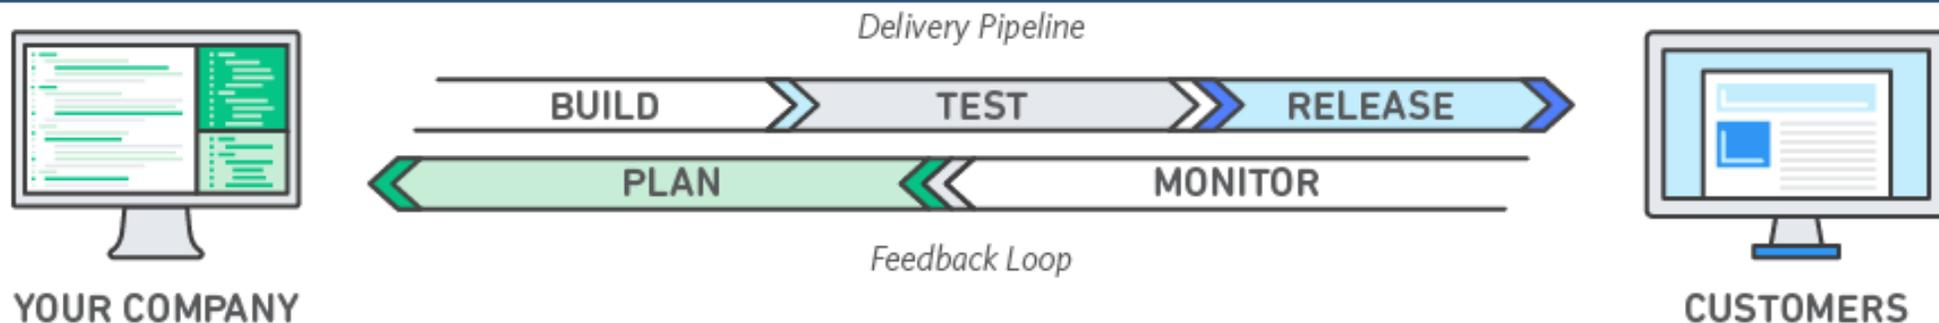 Delivery Pipeline
BUILD
TEST
RELEASE
PLAN
MONITOR
Feedback Loop
YOUR COMPANY
CUSTOMERS